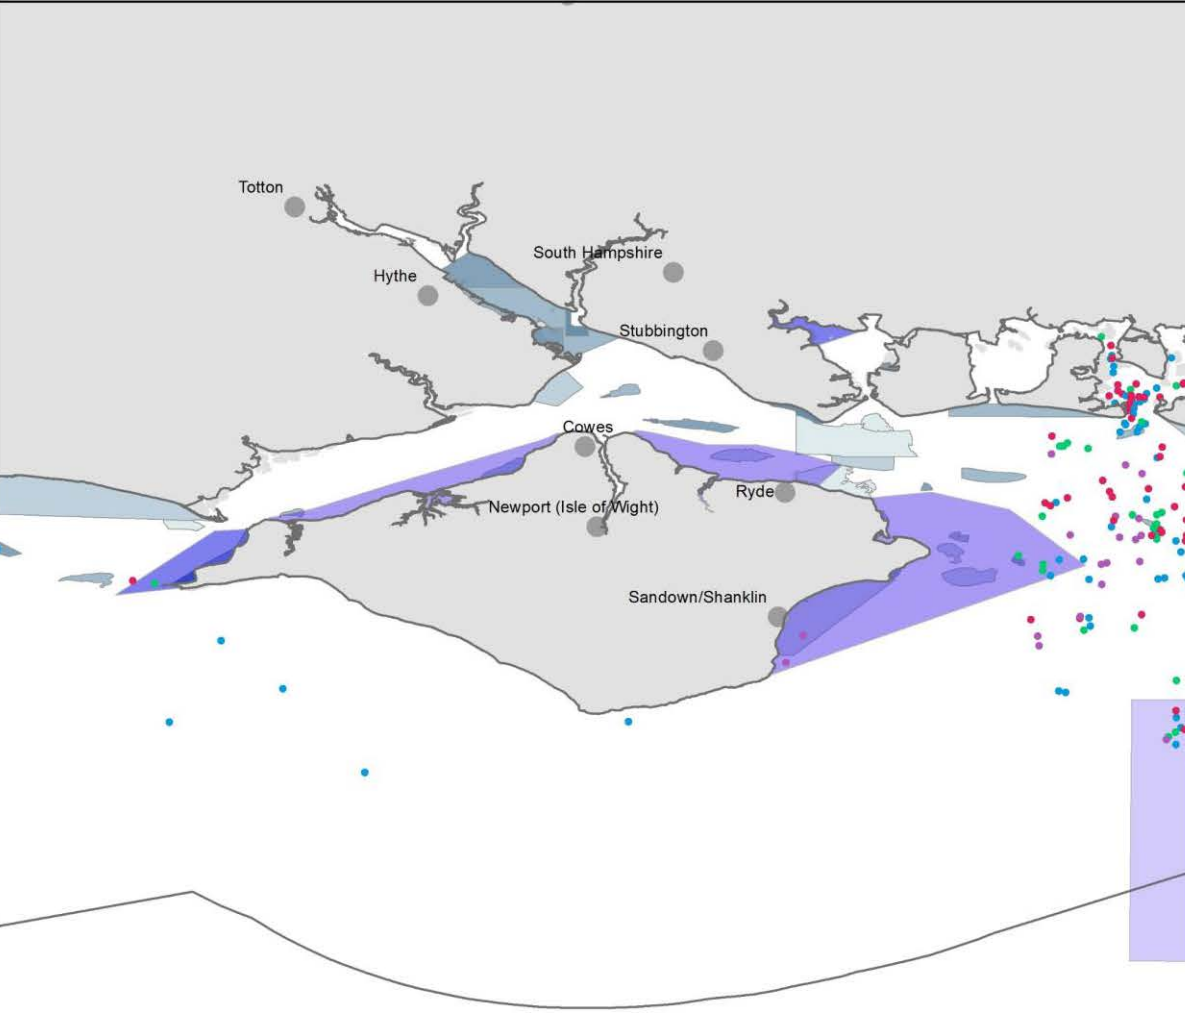 Totton
South Hampshire
Hythe
Stubbington
Cowes
Ryde
Newport (Isle of Wight)
Sandown/Shanklin